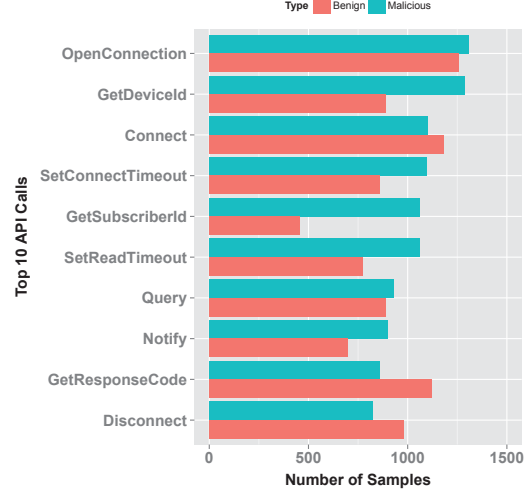 Type Benign Malicious
OpenConnection
GetDeviceId
Connect
SetConnectTimeout
GetSubscriberId
SetReadTimeout
Query
Notify
GetResponseCode
Disconnect
Top 10 API Calls
0 500 1000 1500
Number of Samples